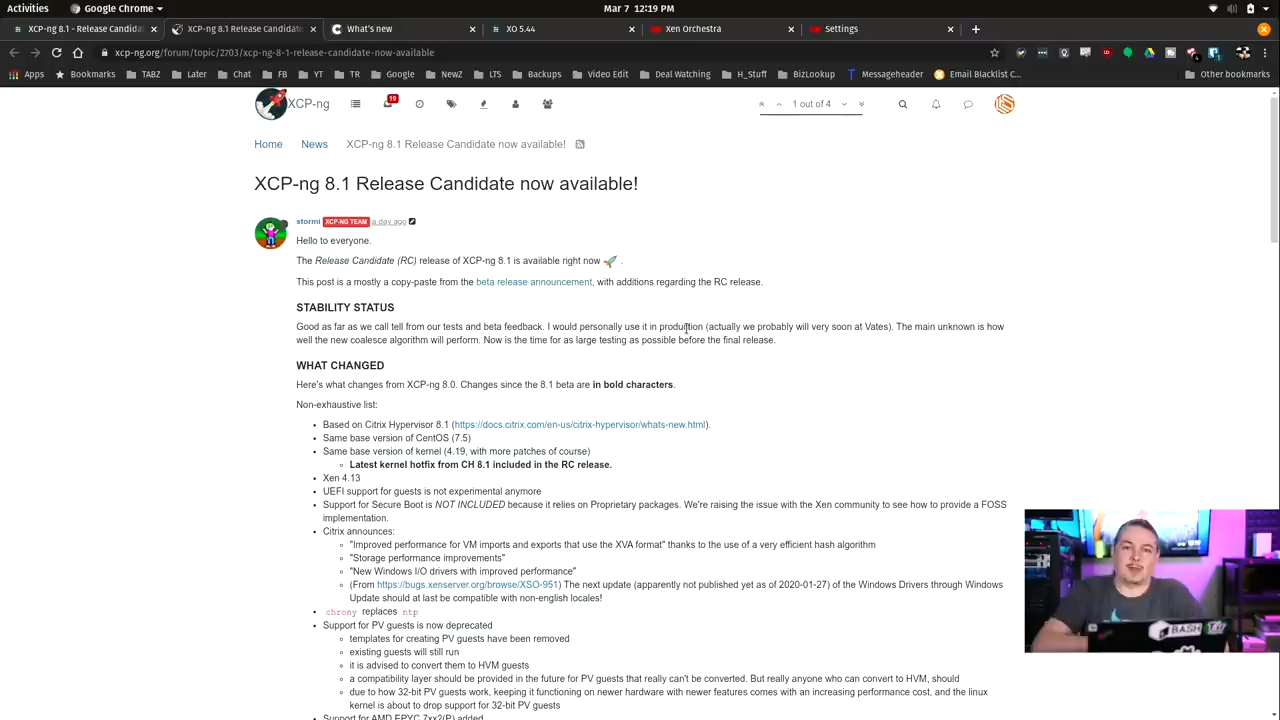 Activities
Google Chrome
Mar 7 12:19 PM
XCP-ng 8.1 - Release Candid
XCP-ng 8.1 Release Candidat
What's new
XO 5.44
Xen Orchestra
Settings
xcp-ng.org/forum/topic/2703/xcp-ng-8-1-release-candidate-now-available
Apps
Bookmarks
TABZ
Later
Chat
FB
YT
TR
Google
NewZ
LTS
Backups
Video Edit
Deal Watching
H_Stuff
BizLookup
Messageheader
Email Blacklist C...
Other bookmarks
XCP-ng
19
1 out of 4
Home
News
XCP-ng 8.1 Release Candidate now available!
XCP-ng 8.1 Release Candidate now available!
stormi XCP-NG TEAM a day ago
Hello to everyone.
The Release Candidate (RC) release of XCP-ng 8.1 is available right now 🚀 .
This post is a mostly a copy-paste from the beta release announcement, with additions regarding the RC release.
STABILITY STATUS
Good as far as we call tell from our tests and beta feedback. I would personally use it in production (actually we probably will very soon at Vates). The main unknown is how
well the new coalesce algorithm will perform. Now is the time for as large testing as possible before the final release.
WHAT CHANGED
Here's what changes from XCP-ng 8.0. Changes since the 8.1 beta are in bold characters.
Non-exhaustive list:
• Based on Citrix Hypervisor 8.1 (https://docs.citrix.com/en-us/citrix-hypervisor/whats-new.html).
• Same base version of CentOS (7.5)
• Same base version of kernel (4.19, with more patches of course)
◦ Latest kernel hotfix from CH 8.1 included in the RC release.
• Xen 4.13
• UEFI support for guests is not experimental anymore
• Support for Secure Boot is NOT INCLUDED because it relies on Proprietary packages. We're raising the issue with the Xen community to see how to provide a FOSS
implementation.
• Citrix announces:
◦ "Improved performance for VM imports and exports that use the XVA format" thanks to the use of a very efficient hash algorithm
◦ "Storage performance improvements"
◦ "New Windows I/O drivers with improved performance"
◦ (From https://bugs.xenserver.org/browse/XSO-951) The next update (apparently not published yet as of 2020-01-27) of the Windows Drivers through Windows
Update should at last be compatible with non-english locales!
• chrony replaces ntp
• Support for PV guests is now deprecated
◦ templates for creating PV guests have been removed
◦ existing guests will still run
◦ it is advised to convert them to HVM guests
◦ a compatibility layer should be provided in the future for PV guests that really can't be converted. But really anyone who can convert to HVM, should
◦ due to how 32-bit PV guests work, keeping it functioning on newer hardware with newer features comes with an increasing performance cost, and the linux
kernel is about to drop support for 32-bit PV guests
• Support for AMD EPYC 7xx2(P) added
BASH